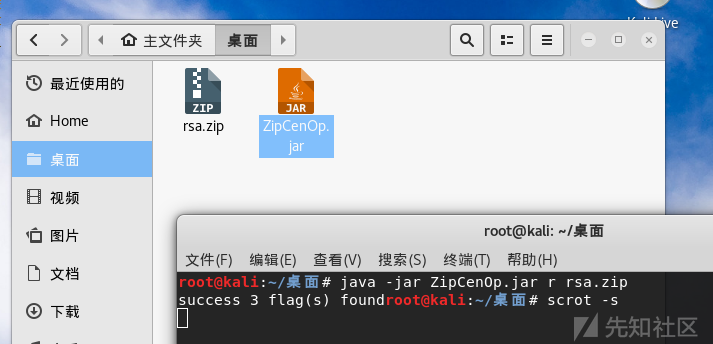 Kali Live
主文件夹 桌面
最近使用的
Home
桌面
视频
图片
文档
下载
ZIP
rsa.zip
JAR
ZipCenOp.
jar
root@kali: ~/桌面
文件(F) 编辑(E) 查看(V) 搜索(S) 终端(T) 帮助(H)
root@kali:~/桌面# java -jar ZipCenOp.jar r rsa.zip
success 3 flag(s) foundroot@kali:~/桌面# scrot -s
先知社区